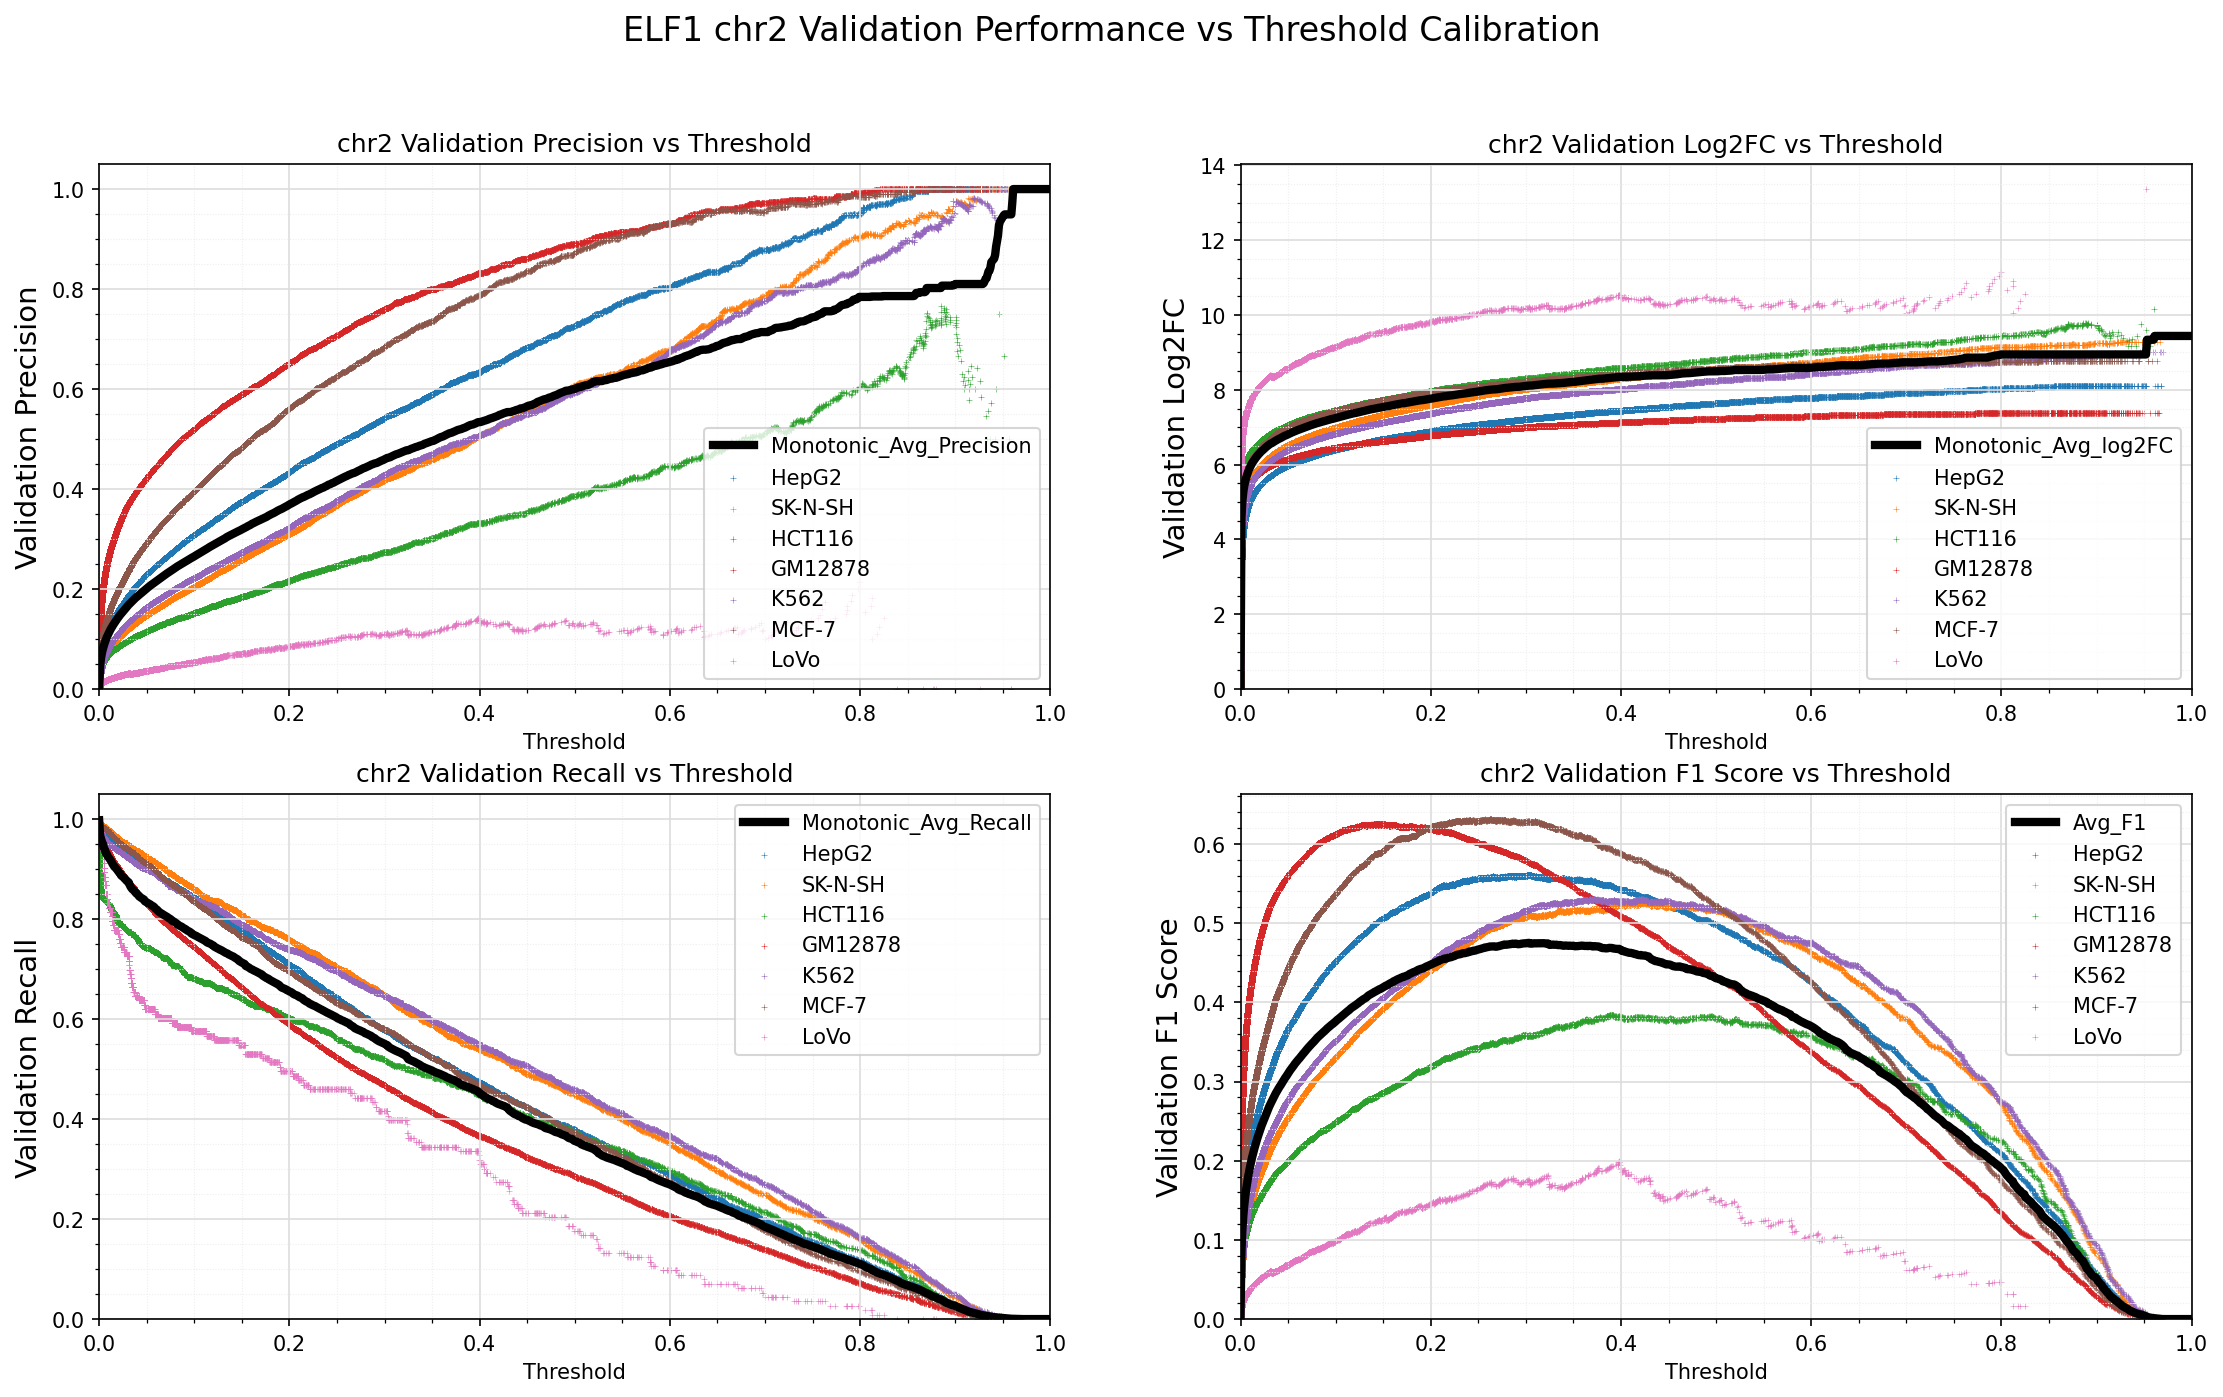 ELF1 chr2 Validation Performance vs Threshold Calibration
chr2 Validation Precision vs Threshold
Validation Precision
1.0
0.8
0.6
0.4
0.2
0.0
0.0 0.2 0.4 0.6 0.8 1.0
Threshold
Monotonic_Avg_Precision
HepG2
SK-N-SH
HCT116
GM12878
K562
MCF-7
LoVo
chr2 Validation Log2FC vs Threshold
Validation Log2FC
14
12
10
8
6
4
2
0
0.0 0.2 0.4 0.6 0.8 1.0
Threshold
Monotonic_Avg_log2FC
HepG2
SK-N-SH
HCT116
GM12878
K562
MCF-7
LoVo
chr2 Validation Recall vs Threshold
Validation Recall
1.0
0.8
0.6
0.4
0.2
0.0
0.0 0.2 0.4 0.6 0.8 1.0
Threshold
Monotonic_Avg_Recall
HepG2
SK-N-SH
HCT116
GM12878
K562
MCF-7
LoVo
chr2 Validation F1 Score vs Threshold
Validation F1 Score
0.6
0.5
0.4
0.3
0.2
0.1
0.0
0.0 0.2 0.4 0.6 0.8 1.0
Threshold
Avg_F1
HepG2
SK-N-SH
HCT116
GM12878
K562
MCF-7
LoVo